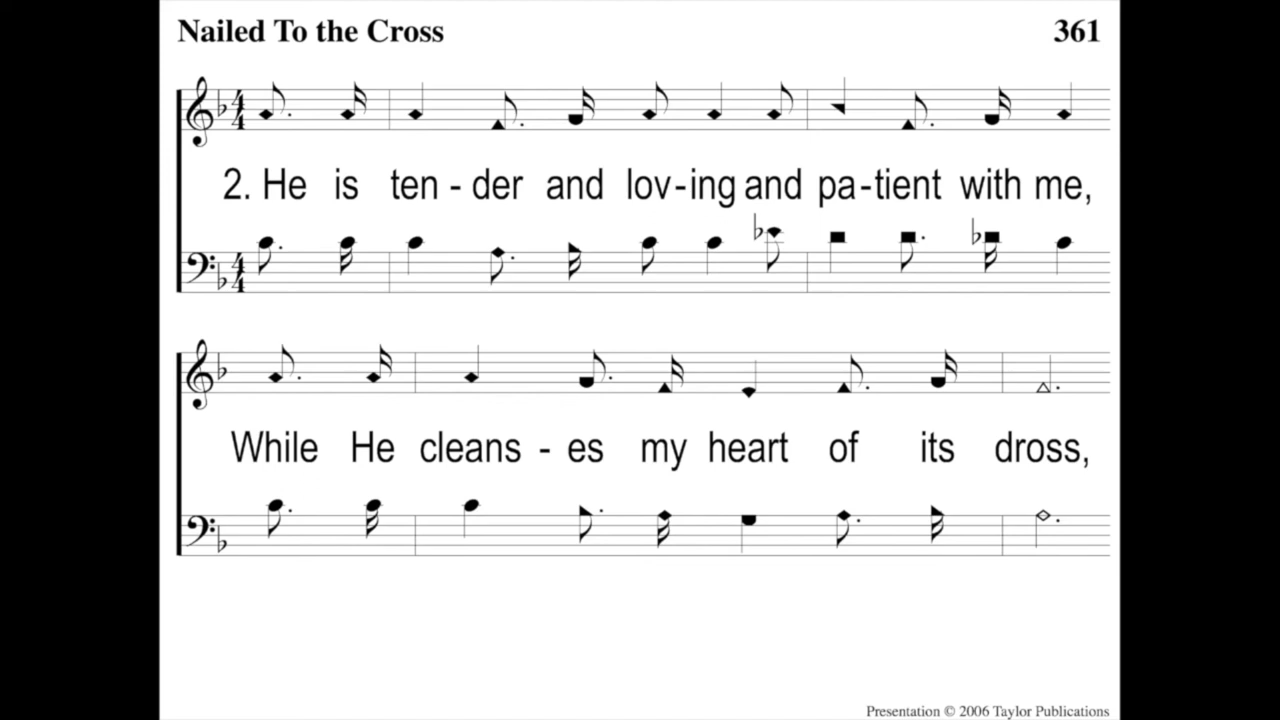 Nailed To the Cross 361
2. He is ten - der and lov-ing and pa-tient with me,
While He cleans - es my heart of its dross,
Presentation © 2006 Taylor Publications